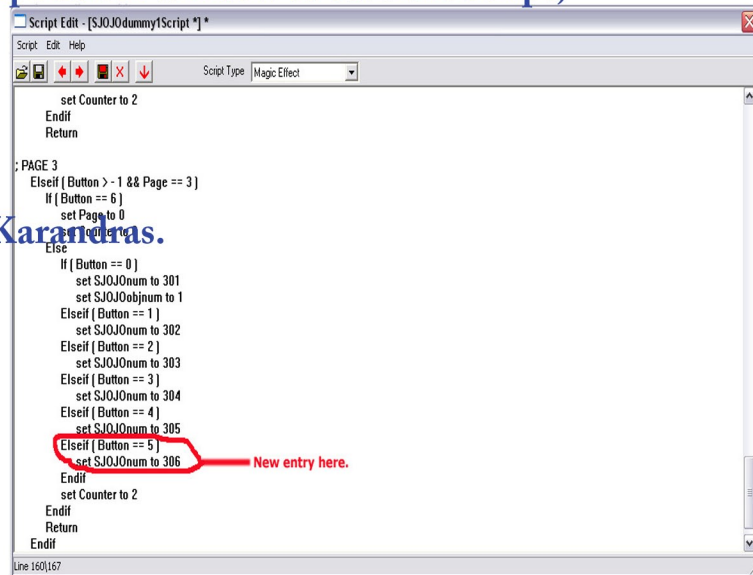 Script Edit - [SJOJOdummy1Script *] *
Script Edit Help
Script Type Magic Effect
set Counter to 2
Endif
Return
; PAGE 3
Elseif ( Button > - 1 && Page == 3 )
If ( Button == 6 )
set Page to 0
Karandras.
set Counter to
Else
If ( Button == 0 )
set SJOJOnum to 301
set SJOJOobjnum to 1
Elseif ( Button == 1 )
set SJOJOnum to 302
Elseif ( Button == 2 )
set SJOJOnum to 303
Elseif ( Button == 3 )
set SJOJOnum to 304
Elseif ( Button == 4 )
set SJOJOnum to 305
Elseif ( Button == 5 )
set SJOJOnum to 306 New entry here.
Endif
set Counter to 2
Endif
Return
Endif
Line 160\167